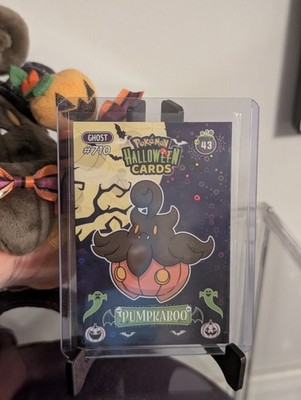 GHOST
#710
Pokémon
HALLOWEEN
CARDS
43
PUMPKABOO